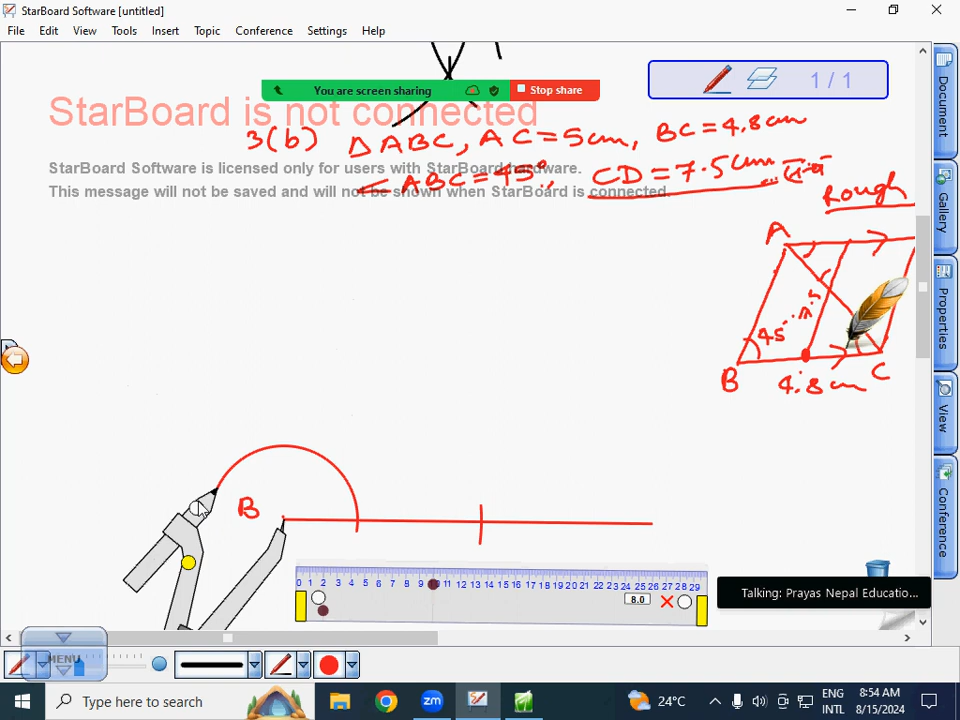 StarBoard Software [untitled]
File Edit View Tools Insert Topic Conference Settings Help
You are screen sharing
Stop share
1 / 1
StarBoard is not connected
3(b) ΔABC, AC=5cm, BC=4.8cm
StarBoard Software is licensed only for users with StarBoard hardware.
∠ABC=45°, CD=7.5cm
This message will not be saved and will not be shown when StarBoard is connected.
Rough
A
45°
B
4.8cm
C
B
0 1 2 3 4 5 6 7 8 9 10 11 12 13 14 15 16 17 18 19 20 21 22 23 24 25 26 27 28 29
8.0
Talking: Prayas Nepal Educatio...
MENU
Document
Gallery
Properties
View
Conference
Type here to search
24°C
ENG
INTL
8:54 AM
8/15/2024